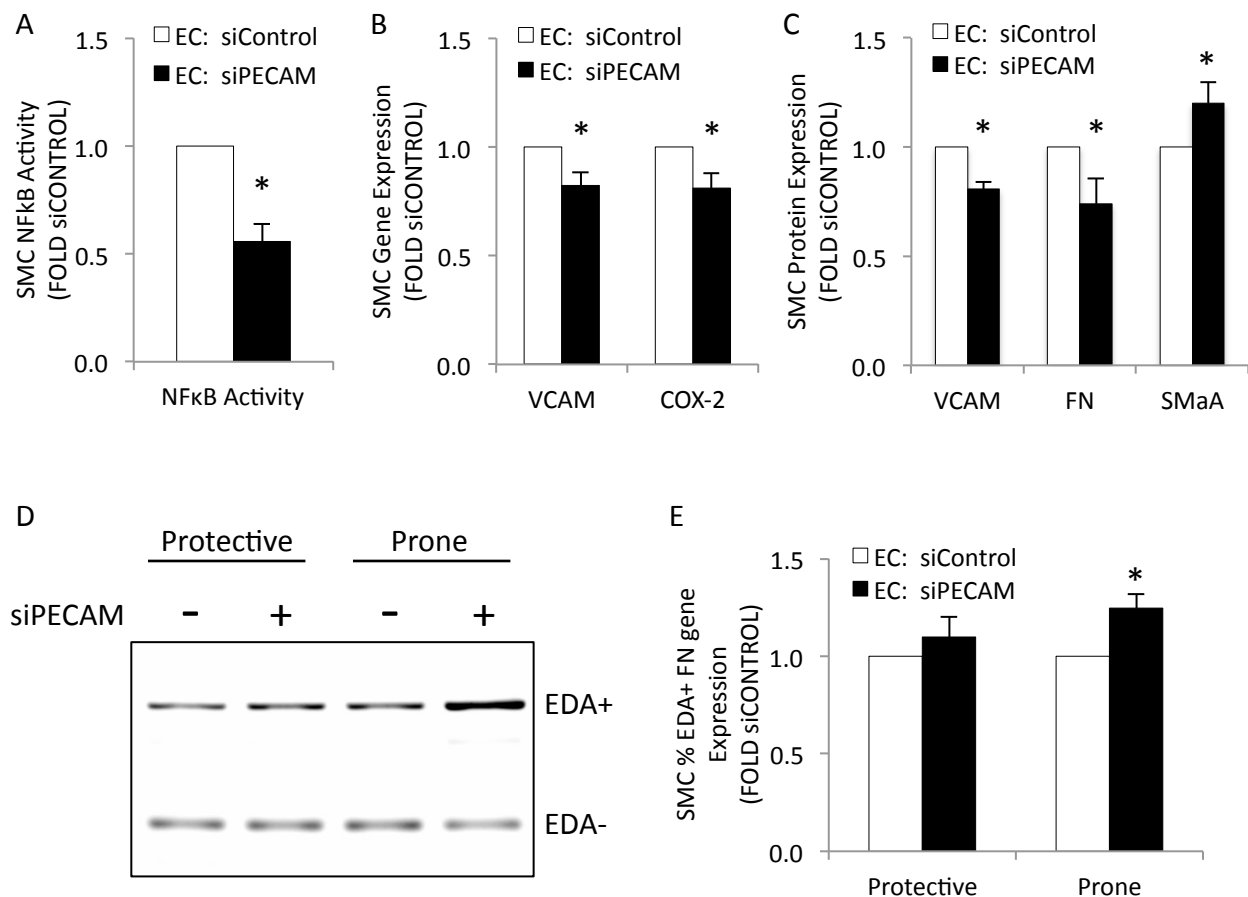 A
SMC NFkB Activity
(FOLD siCONTROL)
1.5
1.0
0.5
0.0
EC: siControl
EC: siPECAM
*
NFκB Activity
B
SMC Gene Expression
(FOLD siCONTROL)
1.5
1.0
0.5
0.0
EC: siControl
EC: siPECAM
*
*
VCAM
COX-2
C
SMC Protein Expression
(FOLD siCONTROL)
1.5
1.0
0.5
0.0
EC: siControl
EC: siPECAM
*
*
*
VCAM
FN
SMaA
D
Protective
Prone
siPECAM - + - +
EDA+
EDA-
E
SMC % EDA+ FN gene
Expression
(FOLD siCONTROL)
1.5
1.0
0.5
0.0
EC: siControl
EC: siPECAM
*
Protective
Prone